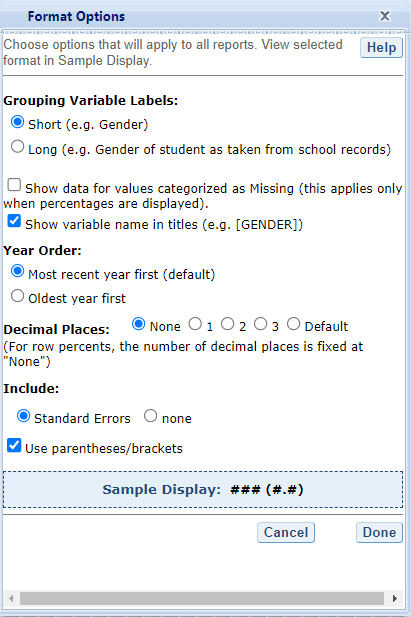 Format Options
Choose options that will apply to all reports. View selected
format in Sample Display.
Help
Grouping Variable Labels:
Short (e.g. Gender)
Long (e.g. Gender of student as taken from school records)
Show data for values categorized as Missing (this applies only
when percentages are displayed).
Show variable name in titles (e.g. [GENDER])
Year Order:
Most recent year first (default)
Oldest year first
Decimal Places: None 1 2 3 Default
(For row percents, the number of decimal places is fixed at
"None")
Include:
Standard Errors none
Use parentheses/brackets
Sample Display: ### (#.#)
Cancel Done